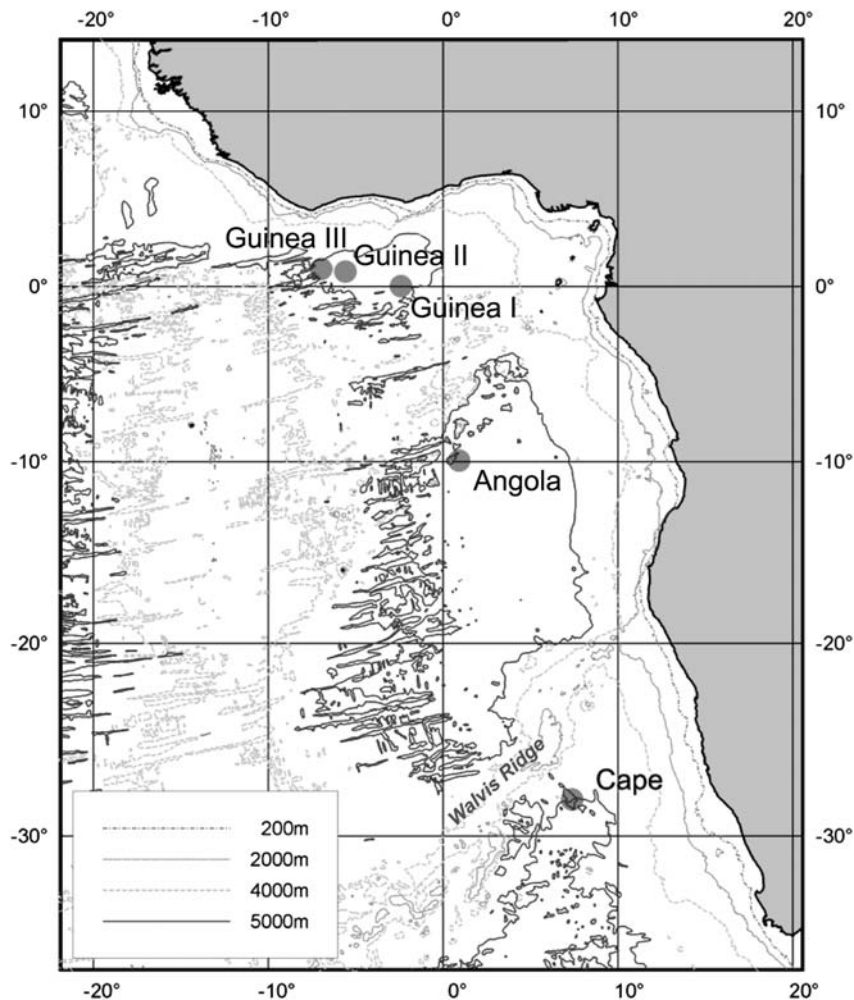 -20° -10° 0° 10° 20°
10° 10°
Guinea III
Guinea II
0° 0°
Guinea I
-10° -10°
Angola
-20° -20°
Walvis Ridge
Cape
-30° -30°
200m
2000m
4000m
5000m
-20° -10° 0° 10° 20°